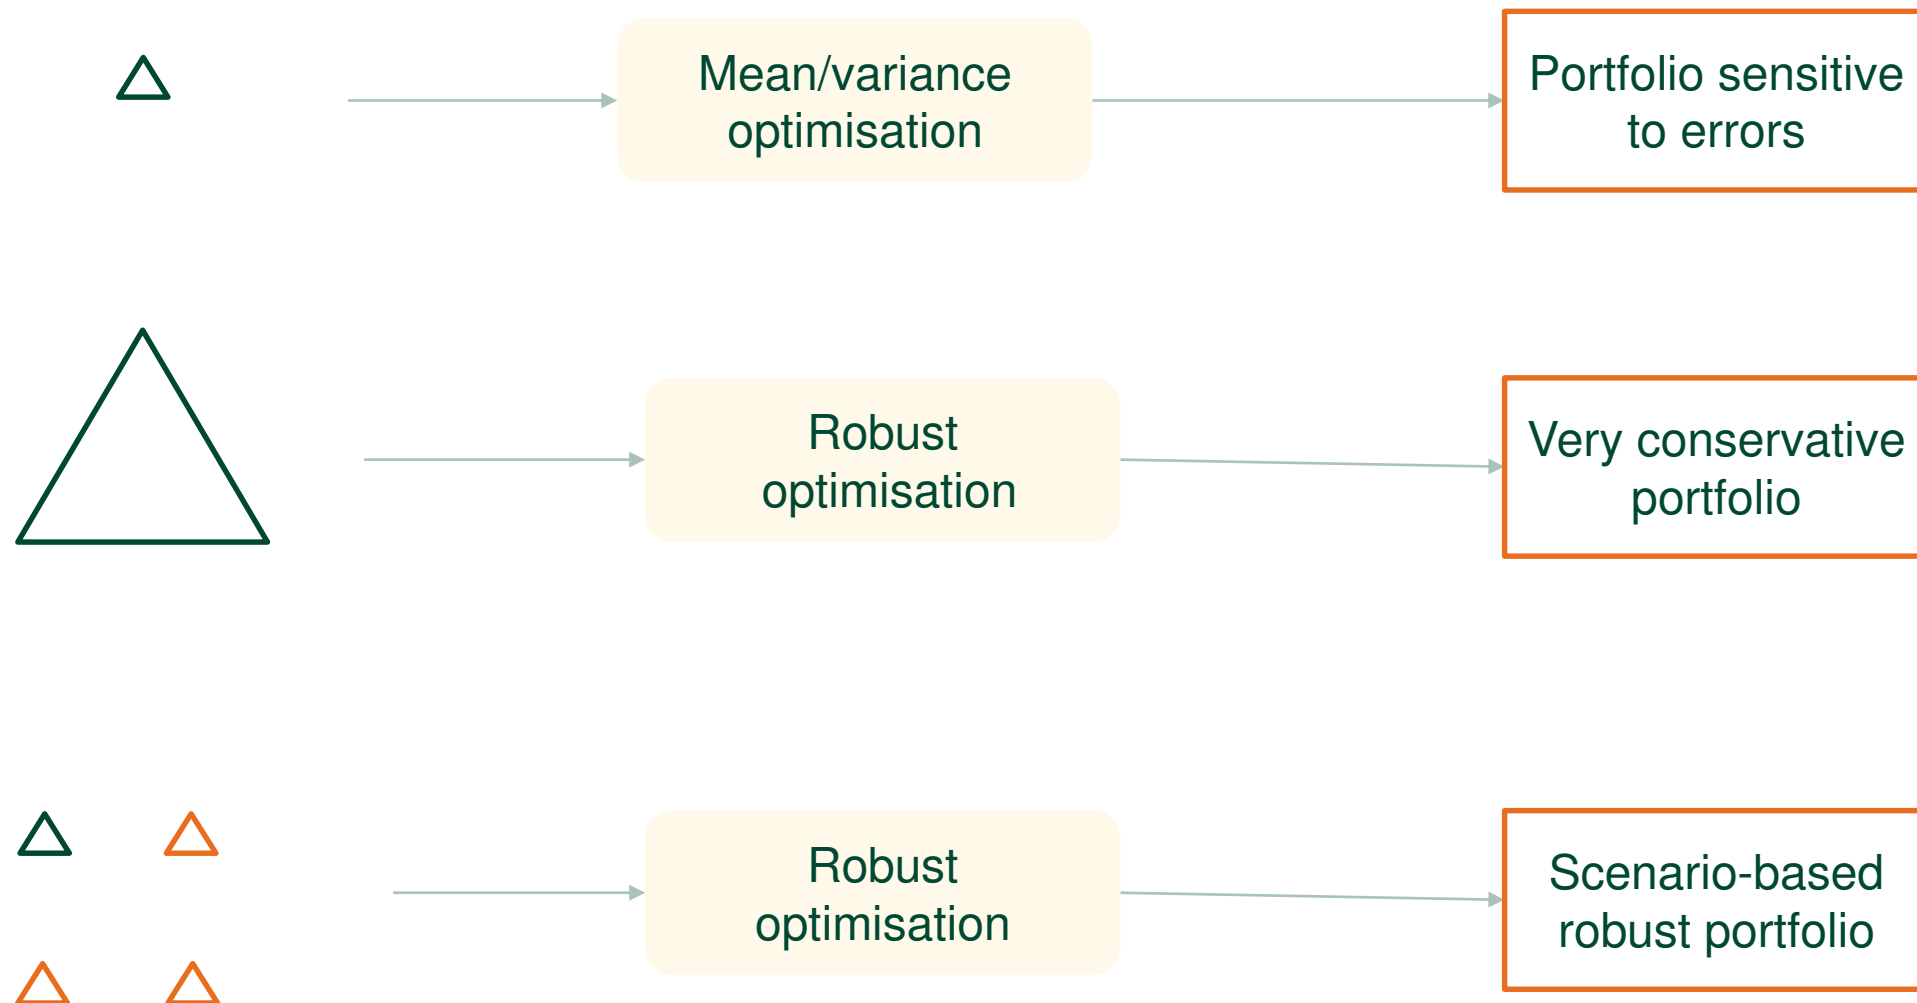 Mean/variance
optimisation
Portfolio sensitive
to errors
Robust
optimisation
Very conservative
portfolio
Robust
optimisation
Scenario-based
robust portfolio